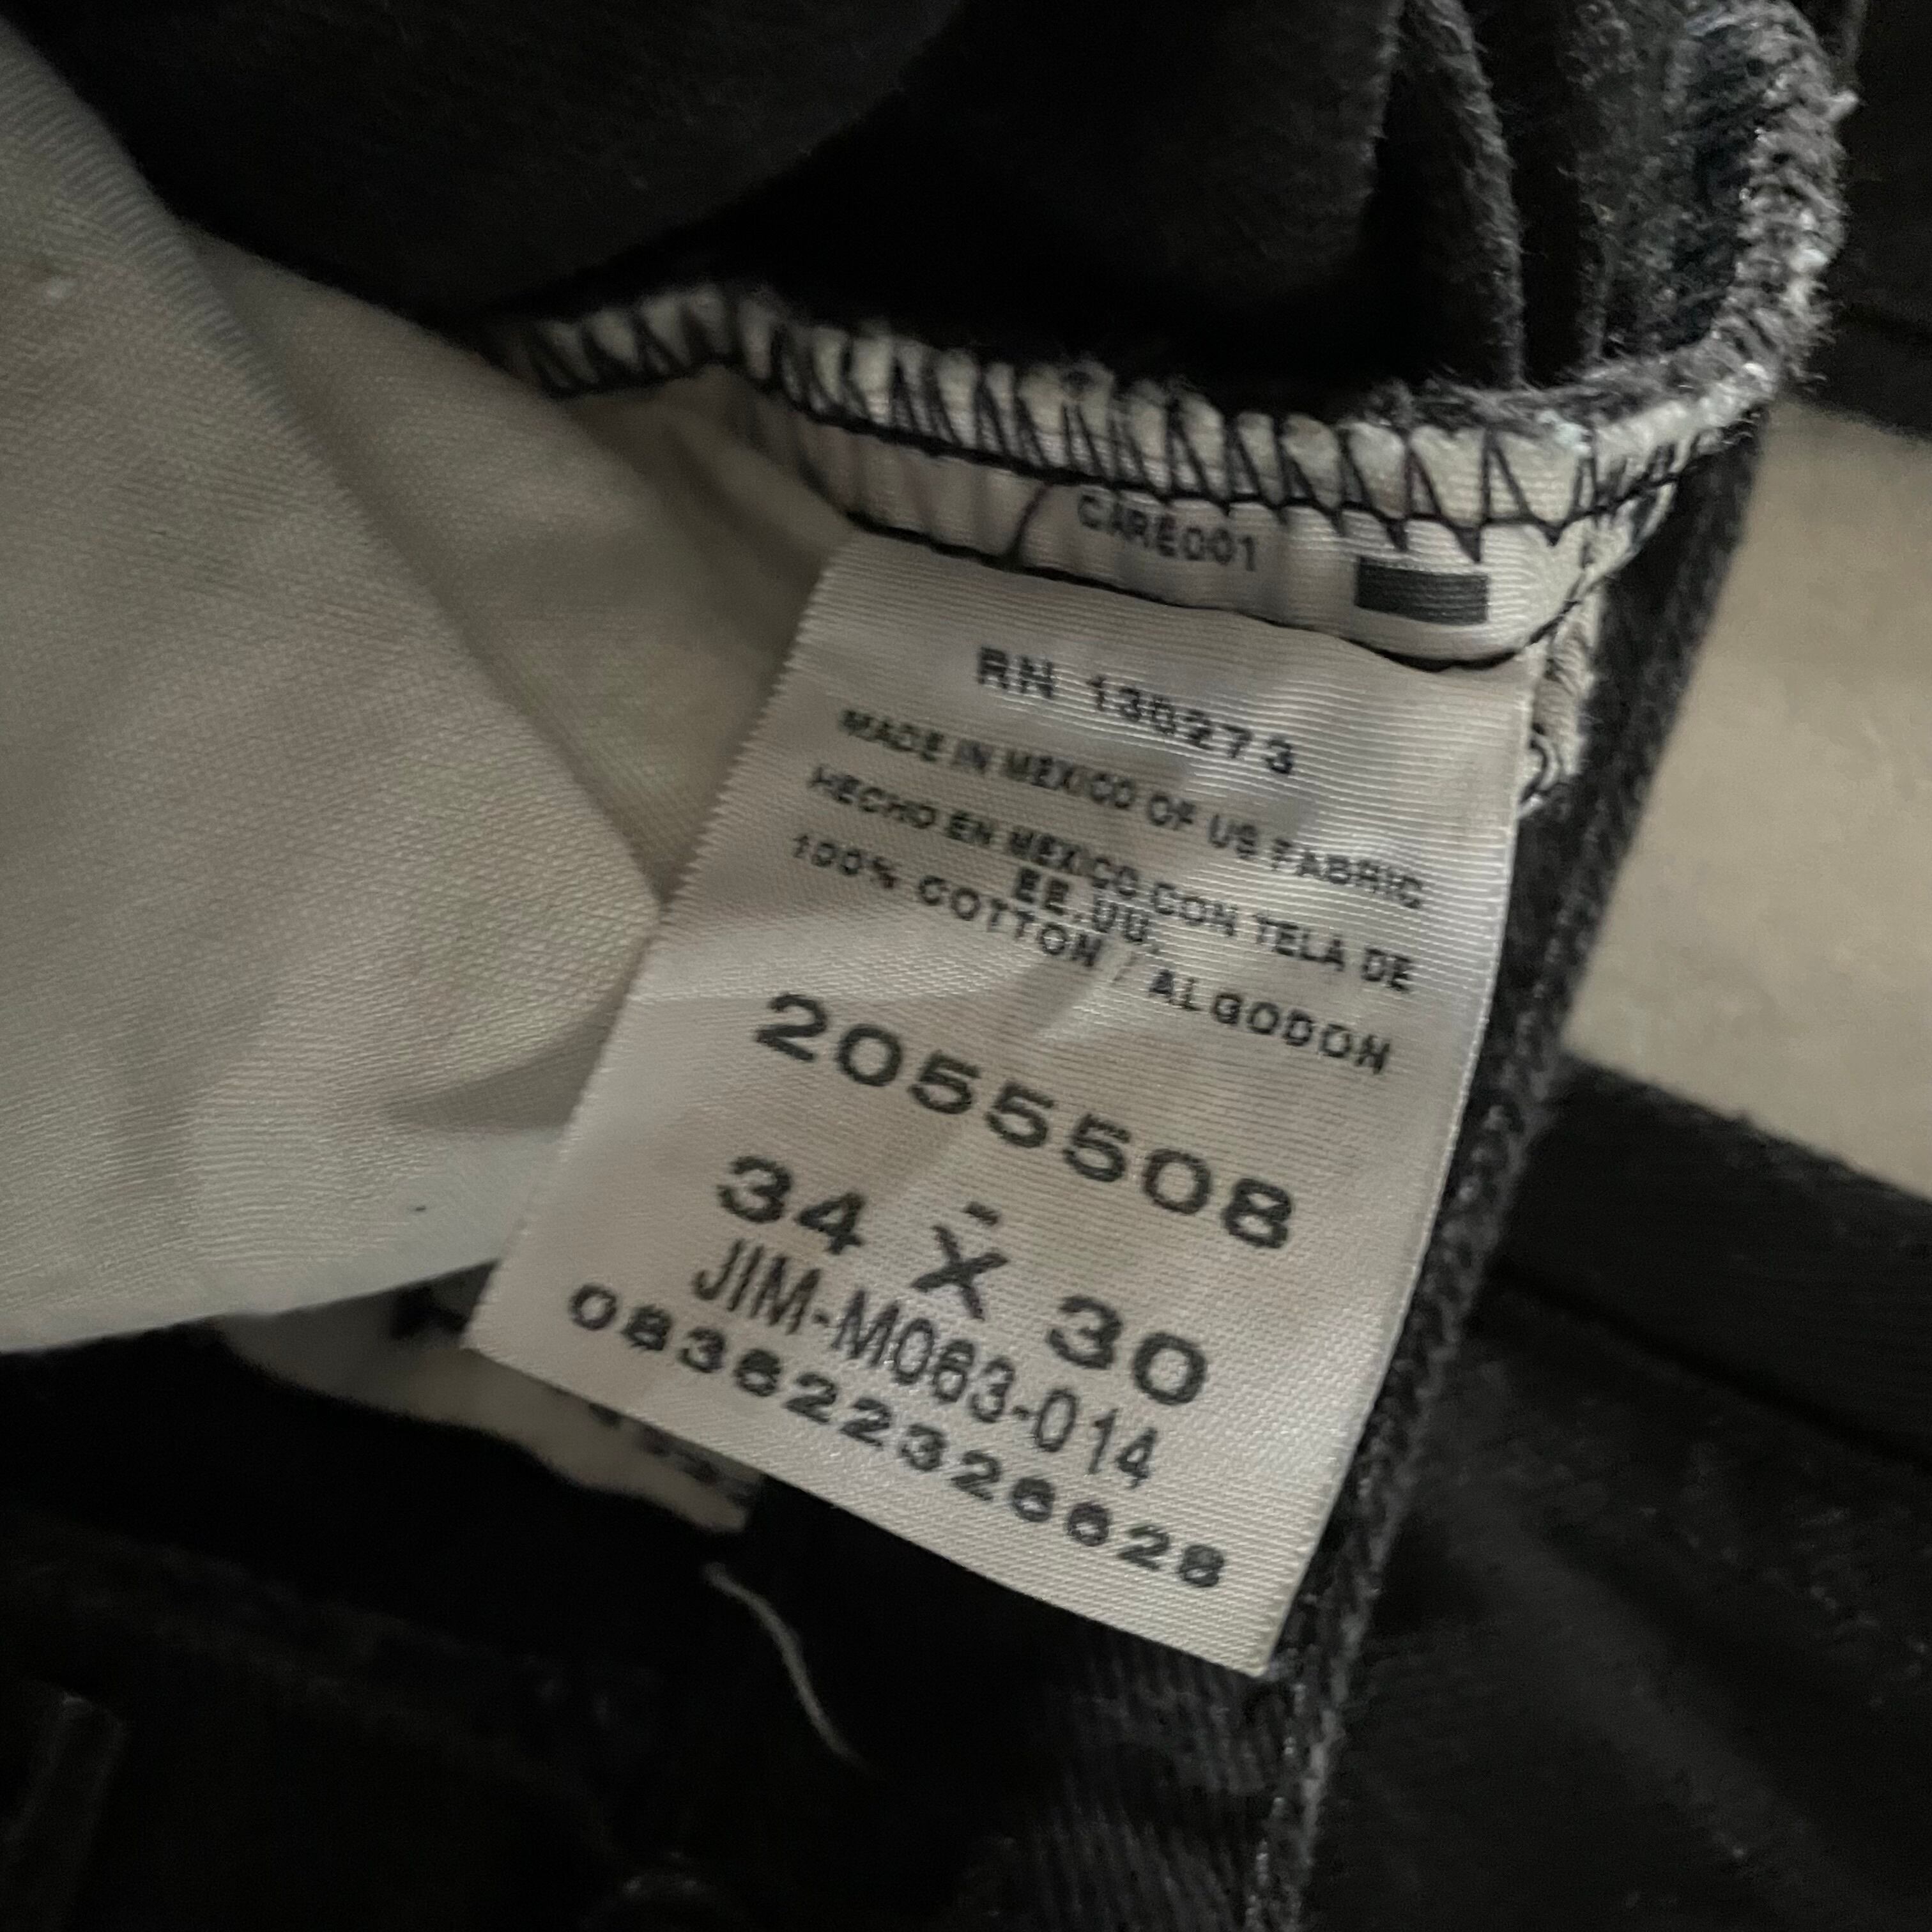 CARE001
RN 130273
MADE IN MEXICO OF US FABRIC
HECHO EN MEXICO CON TELA DE
EE.UU.
100% COTTON / ALGODON
2055508
34 X 30
JIM-M063-014
083622326628